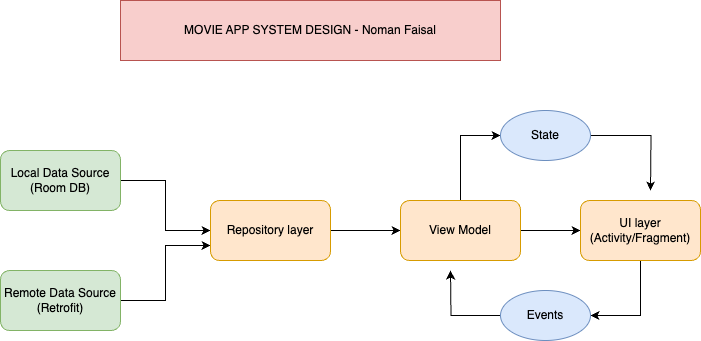 MOVIE APP SYSTEM DESIGN - Noman Faisal
State
Local Data Source
(Room DB)
Repository layer
View Model
UI layer
(Activity/Fragment)
Remote Data Source
(Retrofit)
Events